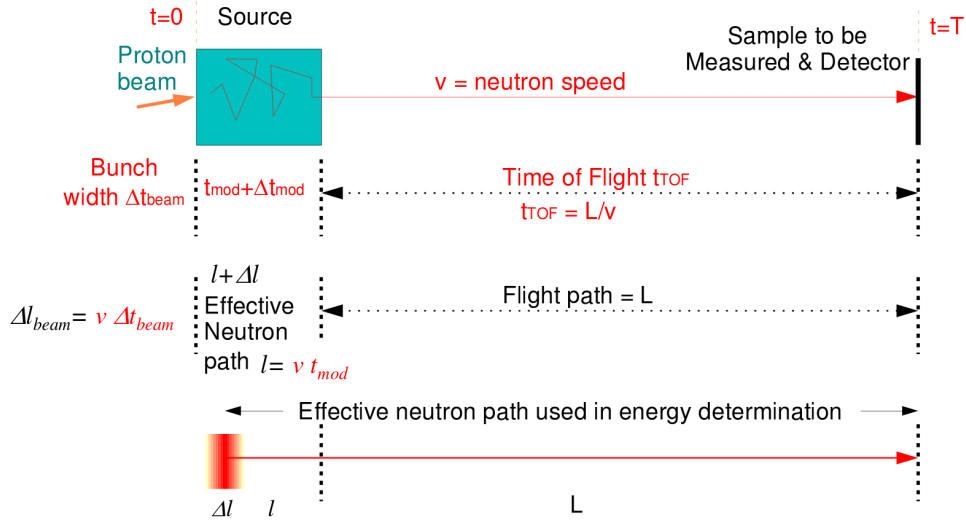 t=0
Source
t=T
Proton
beam
Sample to be
Measured & Detector
v = neutron speed
Bunch
width Δtbeam
tmod+Δtmod
Time of Flight tTOF
tTOF = L/v
l+Δl
Effective
Neutron
path l= v tmod
Δlbeam= v Δtbeam
Flight path = L
Effective neutron path used in energy determination
Δl l L